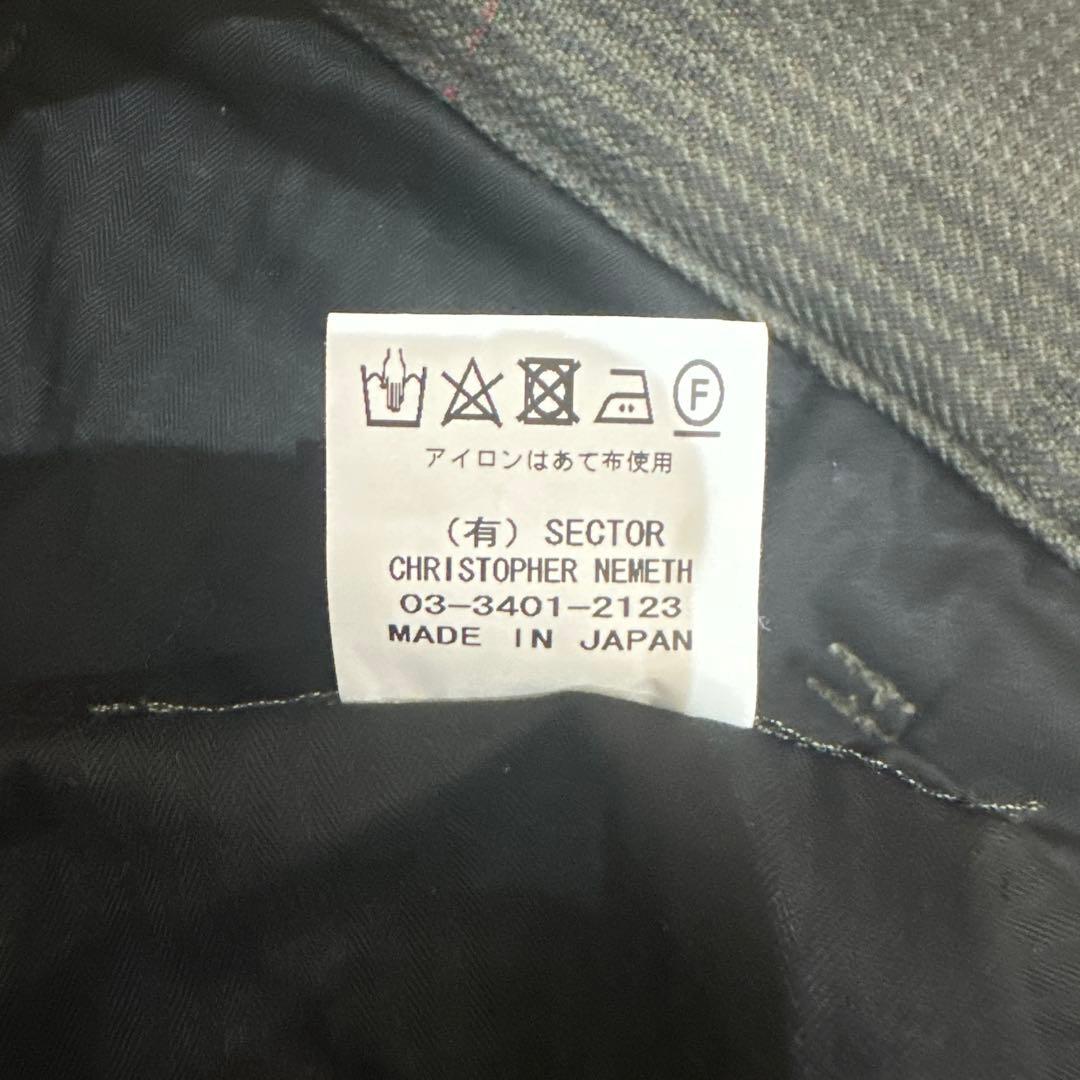 F
アイロンはあて布使用
（有）SECTOR
CHRISTOPHER NEMETH
03-3401-2123
MADE IN JAPAN